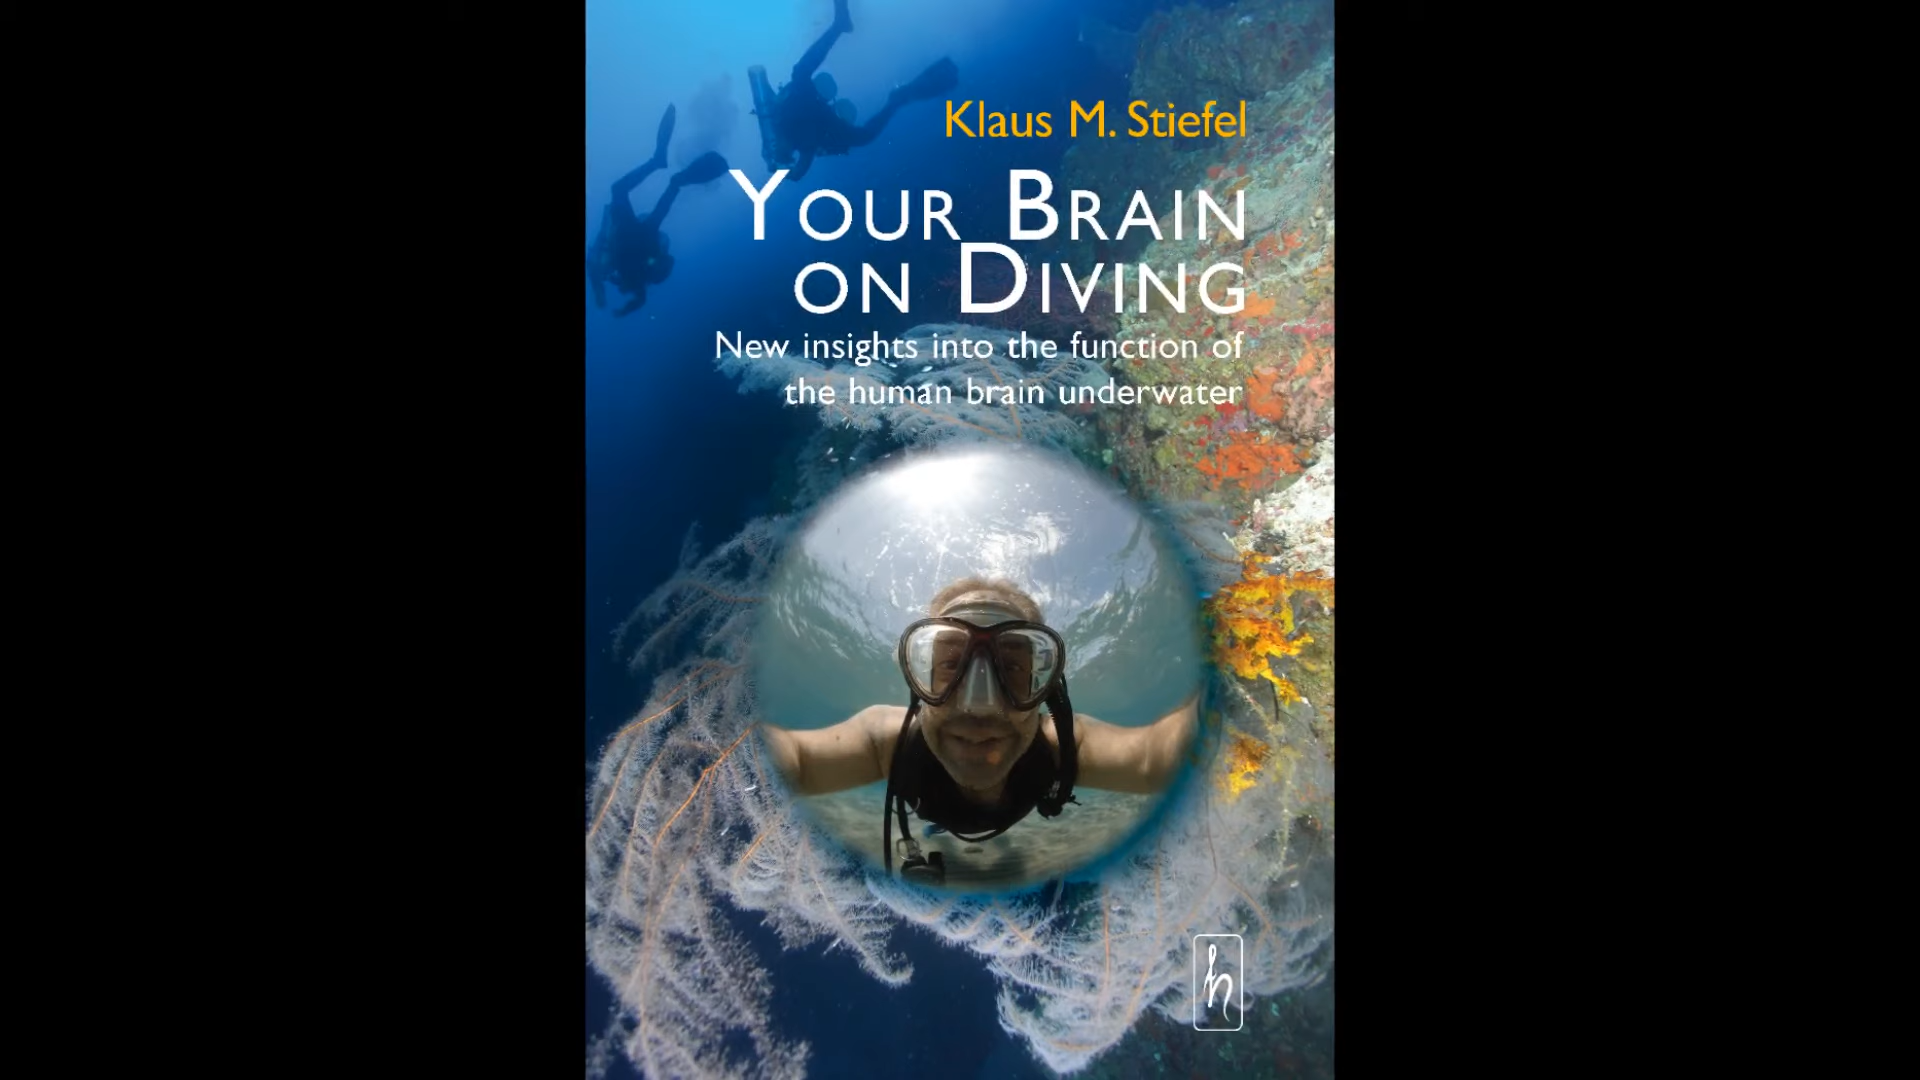 Klaus M. Stiefel
Your Brain
on Diving
New insights into the function of
the human brain underwater
h